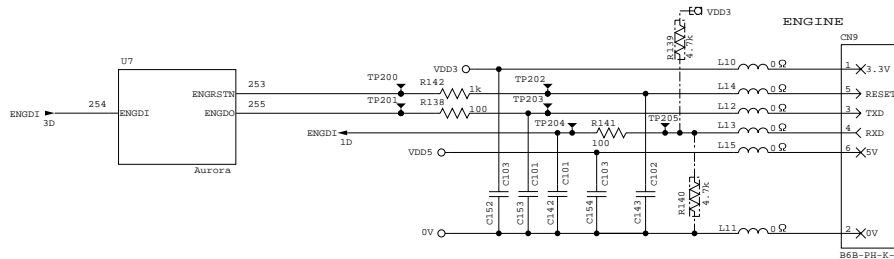 VDD3
ENGINE
CN9
R139
4.7k
U7
VDD3
L10
0Ω
1
3.3V
TP200
R142
1k
TP202
L14
0Ω
5
RESET
253
ENGRSTN
TP201
R138
100
TP203
L12
0Ω
3
TXD
ENGDI
3D
254
ENGDI
255
ENGDO
ENGDI
1D
TP204
R141
100
TP205
L13
0Ω
4
RXD
VDD5
L15
0Ω
6
5V
Aurora
C103
C101
C101
C103
C102
C152
C153
C142
C154
C143
R140
4.7k
0V
L11
0Ω
2
0V
B6B-PH-K-